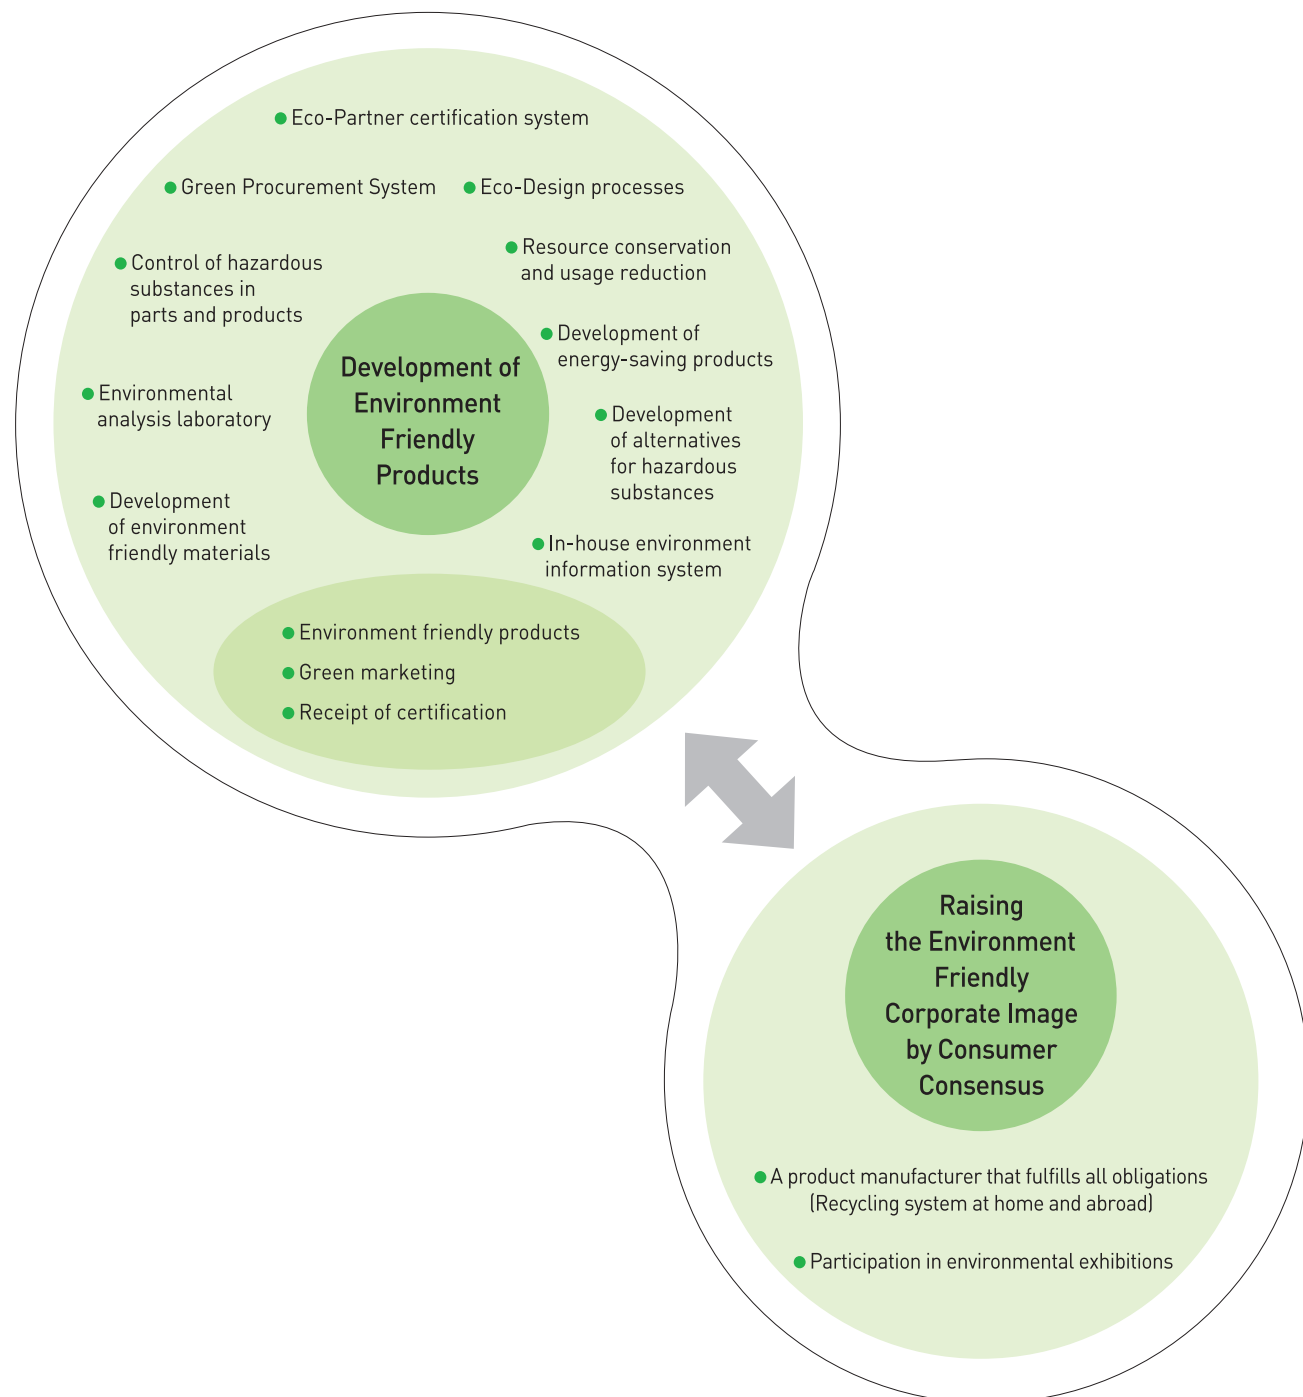 Eco-Partner certification system
Green Procurement System
Eco-Design processes
Resource conservation
and usage reduction
Control of hazardous
substances in
parts and products
Development of
energy-saving products
Development of
Environment
Friendly
Products
Environmental
analysis laboratory
Development
of alternatives
for hazardous
substances
Development
of environment
friendly materials
In-house environment
information system
Environment friendly products
Green marketing
Receipt of certification
Raising
the Environment
Friendly
Corporate Image
by Consumer
Consensus
A product manufacturer that fulfills all obligations
(Recycling system at home and abroad)
Participation in environmental exhibitions